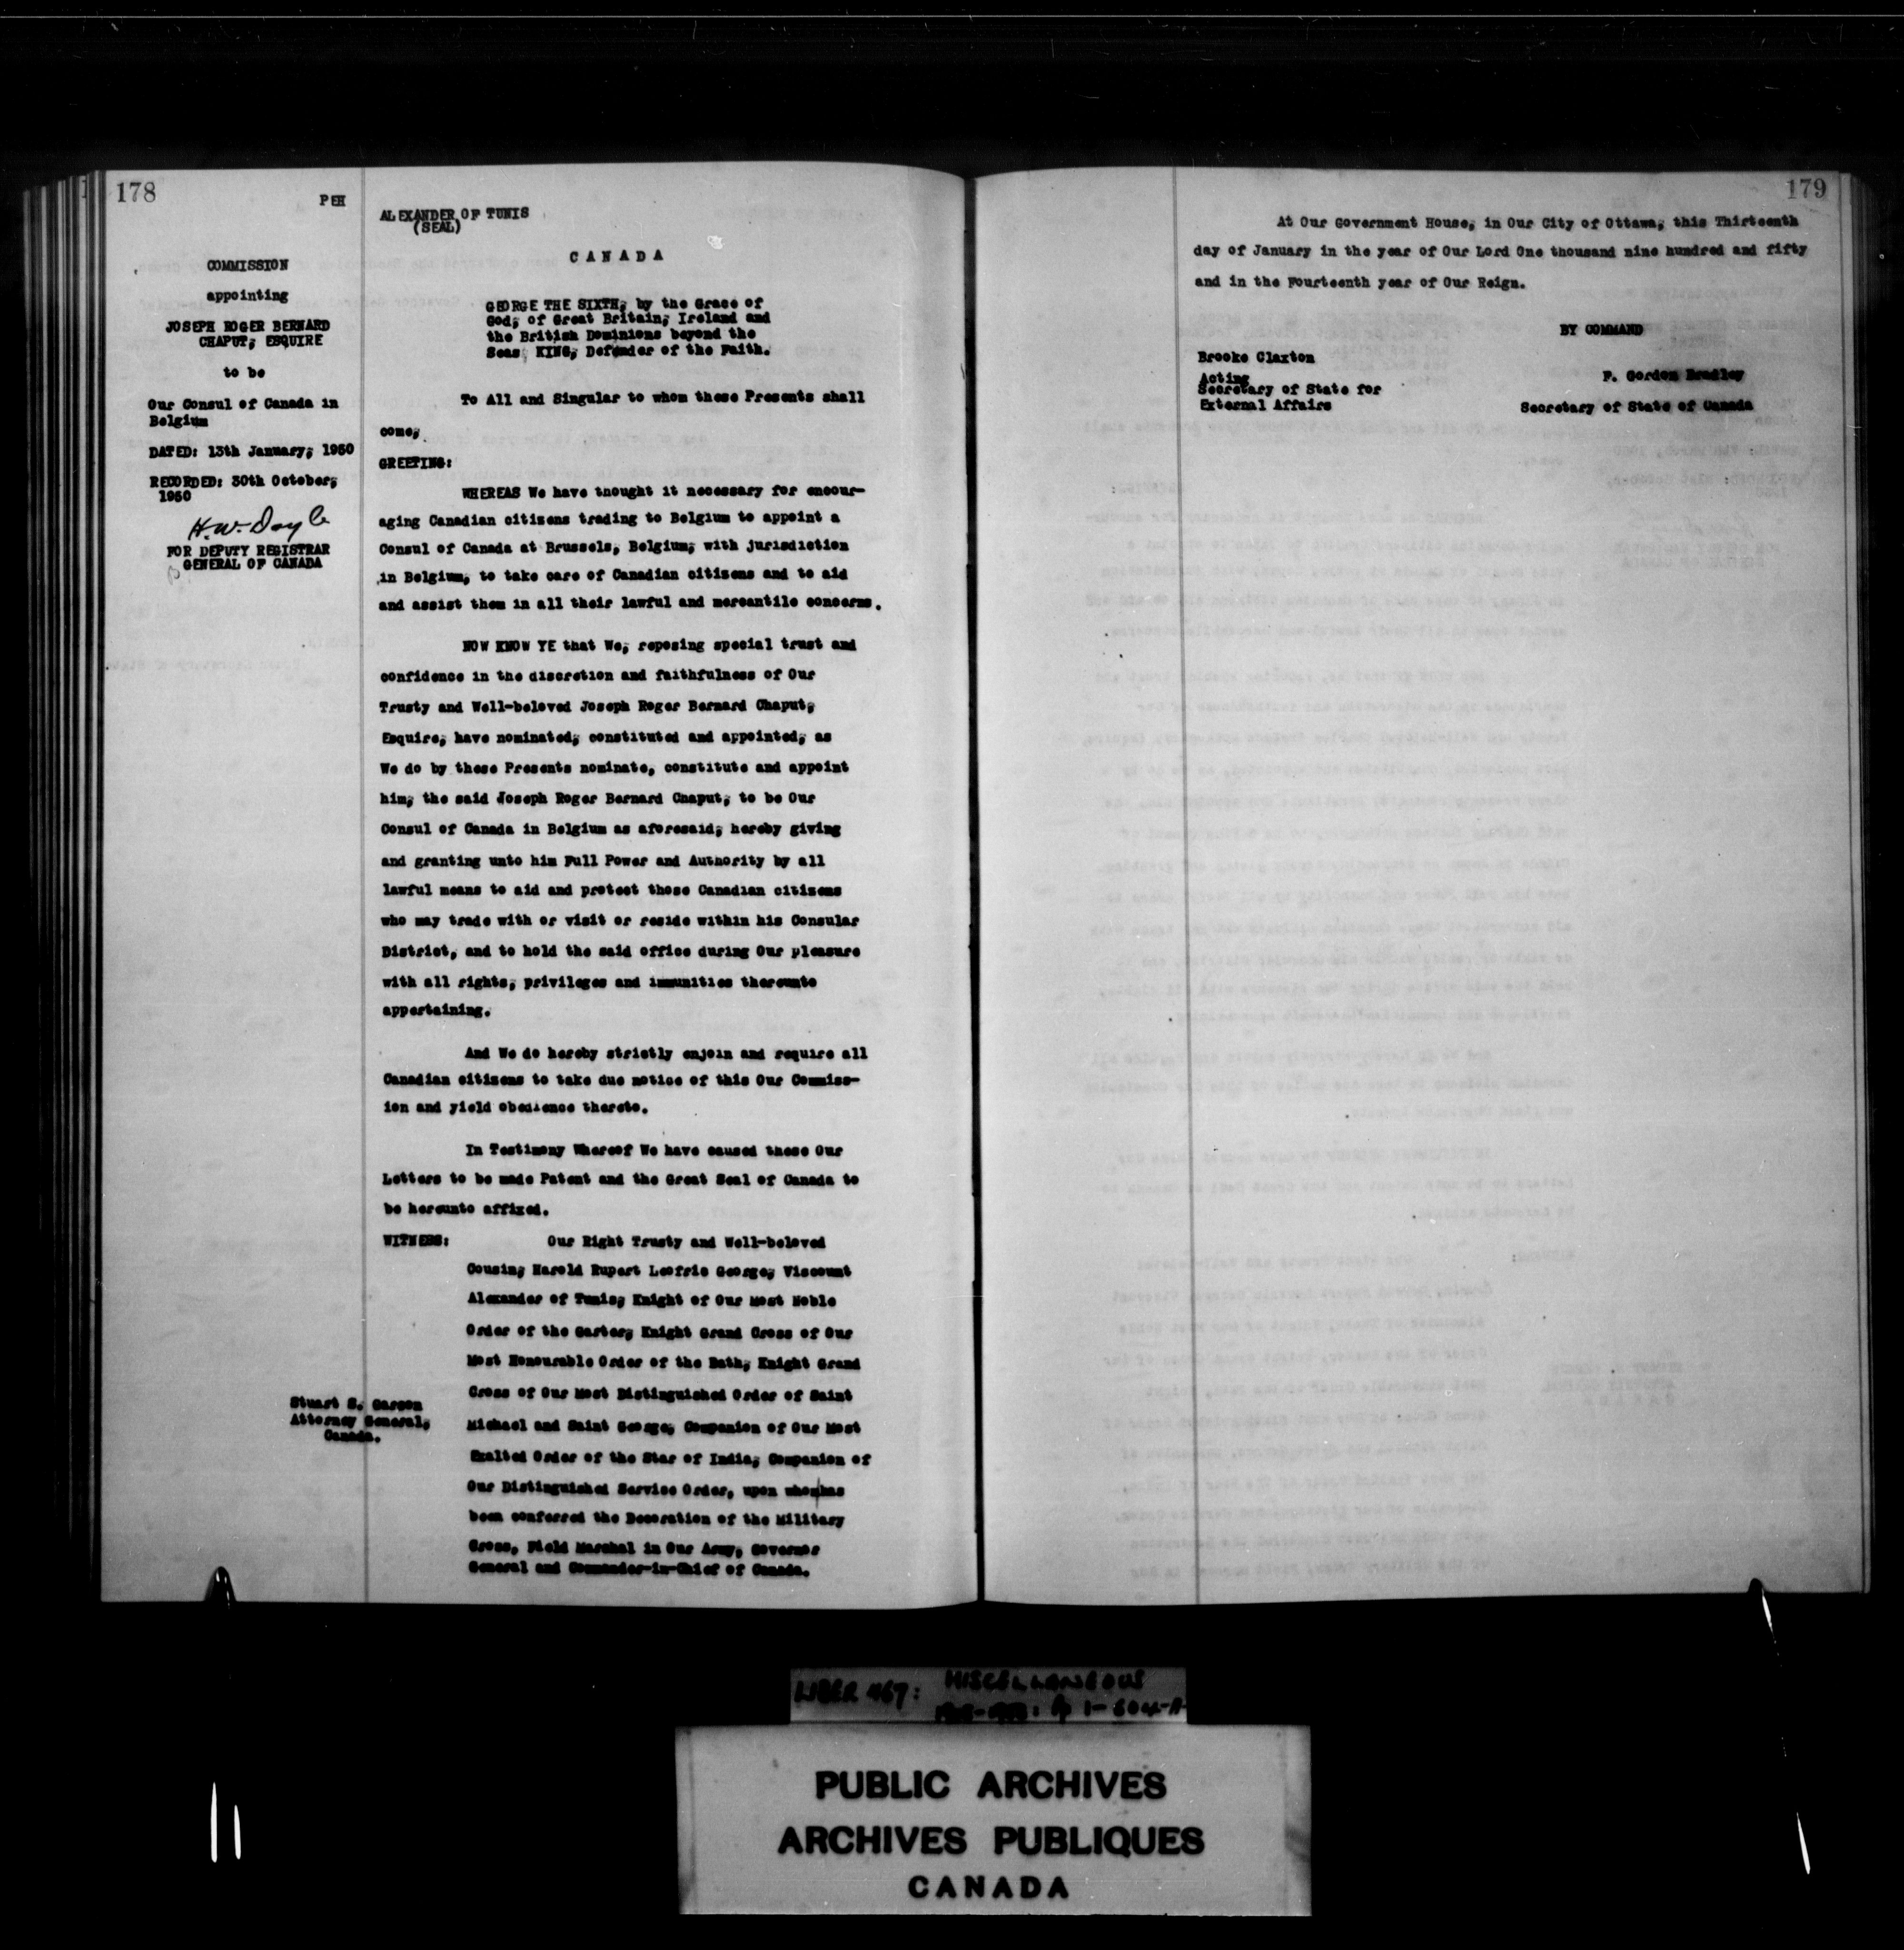 178
PEH
COMMISSION
appointing
JOSEPH ROGER BERNARD
CHAPUT, ESQUIRE
to be
Our Consul of Canada in
Belgium
DATED: 13th January, 1950
RECORDED: 30th October,
1950
H.W. Doyle
FOR DEPUTY REGISTRAR
GENERAL OF CANADA
Stuart S. Garson
Attorney General,
Canada.
ALEXANDER OF TUNIS
(SEAL)
CANADA
GEORGE THE SIXTH, by the Grace of
God, of Great Britain, Ireland and
the British Dominions beyond the
Seas, KING, Defender of the Faith.
To All and Singular to whom these Presents shall
come,
GREETING:
WHEREAS We have thought it necessary for encour-
aging Canadian citizens trading to Belgium to appoint a
Consul of Canada at Brussels, Belgium, with jurisdiction
in Belgium, to take care of Canadian citizens and to aid
and assist them in all their lawful and mercantile concerns.
NOW KNOW YE that We, reposing special trust and
confidence in the discretion and faithfulness of Our
Trusty and Well-beloved Joseph Roger Bernard Chaput,
Esquire, have nominated, constituted and appointed, as
We do by these Presents nominate, constitute and appoint
him, the said Joseph Roger Bernard Chaput, to be Our
Consul of Canada in Belgium as aforesaid, hereby giving
and granting unto him Full Power and Authority by all
lawful means to aid and protect those Canadian citizens
who may trade with or visit or reside within his Consular
District, and to hold the said office during Our pleasure
with all rights, privileges and immunities thereunto
appertaining.
And We do hereby strictly enjoin and require all
Canadian citizens to take due notice of this Our Commiss-
ion and yield obedience thereto.
In Testimony Whereof We have caused these Our
Letters to be made Patent and the Great Seal of Canada to
be hereunto affixed.
WITNESS: Our Right Trusty and Well-beloved
Cousin, Harold Rupert Leofric George, Viscount
Alexander of Tunis, Knight of Our Most Noble
Order of the Garter, Knight Grand Cross of Our
Most Honourable Order of the Bath, Knight Grand
Cross of Our Most Distinguished Order of Saint
Michael and Saint George, Companion of Our Most
Exalted Order of the Star of India, Companion of
Our Distinguished Service Order, upon whom has
been conferred the Decoration of the Military
Cross, Field Marshal in Our Army, Governor
General and Commander-in-Chief of Canada.
179
At Our Government House, in Our City of Ottawa, this Thirteenth
day of January in the year of Our Lord One thousand nine hundred and fifty
and in the Fourteenth year of Our Reign.
BY COMMAND
Brooke Claxton
Acting
Secretary of State for
External Affairs
F. Gordon Bradley
Secretary of State of Canada
LIBER 467: MISCELLANEOUS
PUBLIC ARCHIVES
ARCHIVES PUBLIQUES
CANADA